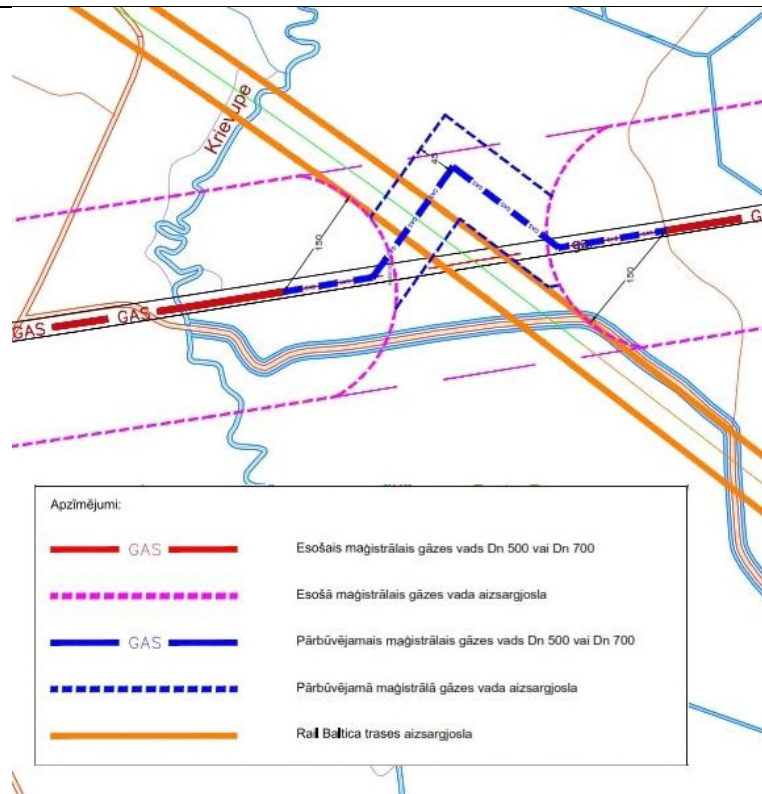 Krievupe
45
150
150
GAS
GAS
G
Apzīmējumi:
GAS Esošais maģistrālais gāzes vads Dn 500 vai Dn 700
Esošā maģistrālais gāzes vada aizsargjosla
GAS Pārbūvējamais maģistrālais gāzes vads Dn 500 vai Dn 700
Pārbūvējamā maģistrālā gāzes vada aizsargjosla
Rail Baltica trases aizsargjosla